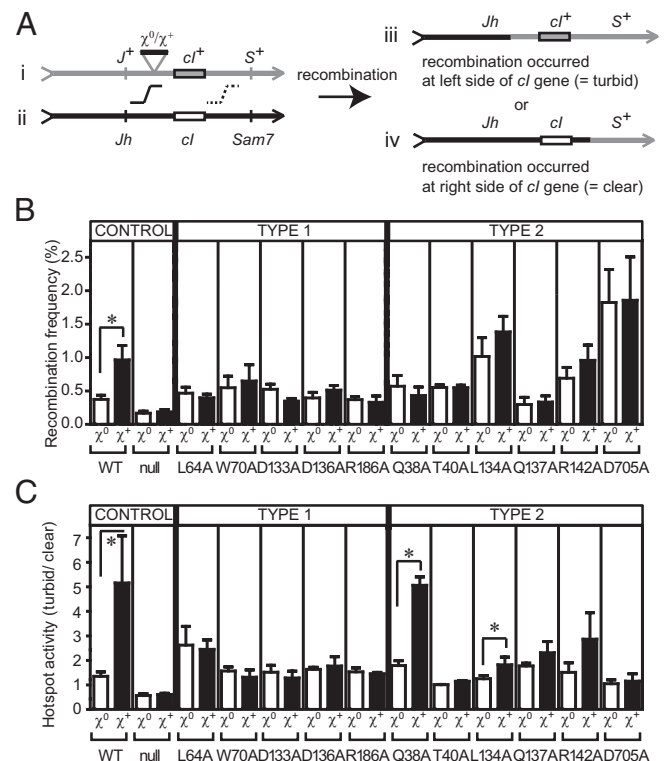 A
χ⁰/χ⁺
J⁺ cI⁺ S⁺
i
ii
Jh cI Sam7
recombination
iii
Jh cI⁺ S⁺
recombination occurred
at left side of cI gene (= turbid)
or
iv
Jh cI S⁺
recombination occurred
at right side of cI gene (= clear)
B
CONTROL TYPE 1 TYPE 2
Recombination frequency (%)
2.5
2.0
1.5
1.0
0.5
0.0
*
χ⁰ χ⁺ χ⁰ χ⁺ χ⁰ χ⁺ χ⁰ χ⁺ χ⁰ χ⁺ χ⁰ χ⁺ χ⁰ χ⁺ χ⁰ χ⁺ χ⁰ χ⁺ χ⁰ χ⁺ χ⁰ χ⁺ χ⁰ χ⁺ χ⁰ χ⁺
WT null L64A W70A D133A D136A R186A Q38A T40A L134A Q137A R142A D705A
C
CONTROL TYPE 1 TYPE 2
Hotspot activity (turbid/ clear)
7
6
5
4
3
2
1
0
* * *
χ⁰ χ⁺ χ⁰ χ⁺ χ⁰ χ⁺ χ⁰ χ⁺ χ⁰ χ⁺ χ⁰ χ⁺ χ⁰ χ⁺ χ⁰ χ⁺ χ⁰ χ⁺ χ⁰ χ⁺ χ⁰ χ⁺ χ⁰ χ⁺ χ⁰ χ⁺
WT null L64A W70A D133A D136A R186A Q38A T40A L134A Q137A R142A D705A